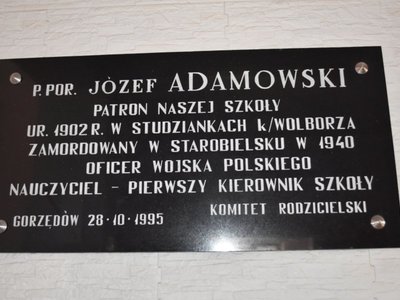 P. POR. JÒZEF ADAMOWSKI
PATRON NASZEJ SZKOŁY
UR. 1902 R. W STUDZIANKACH k/WOLBORZA
ZAMORDOWANY W STAROBIELSKU W 1940
OFICER WOJSKA POLSKIEGO
NAUCZYCIEL - PIERWSZY KIEROWNIK SZKOŁY
GORZĘDÓW 28·10·1995 KOMITET RODZICIELSKI